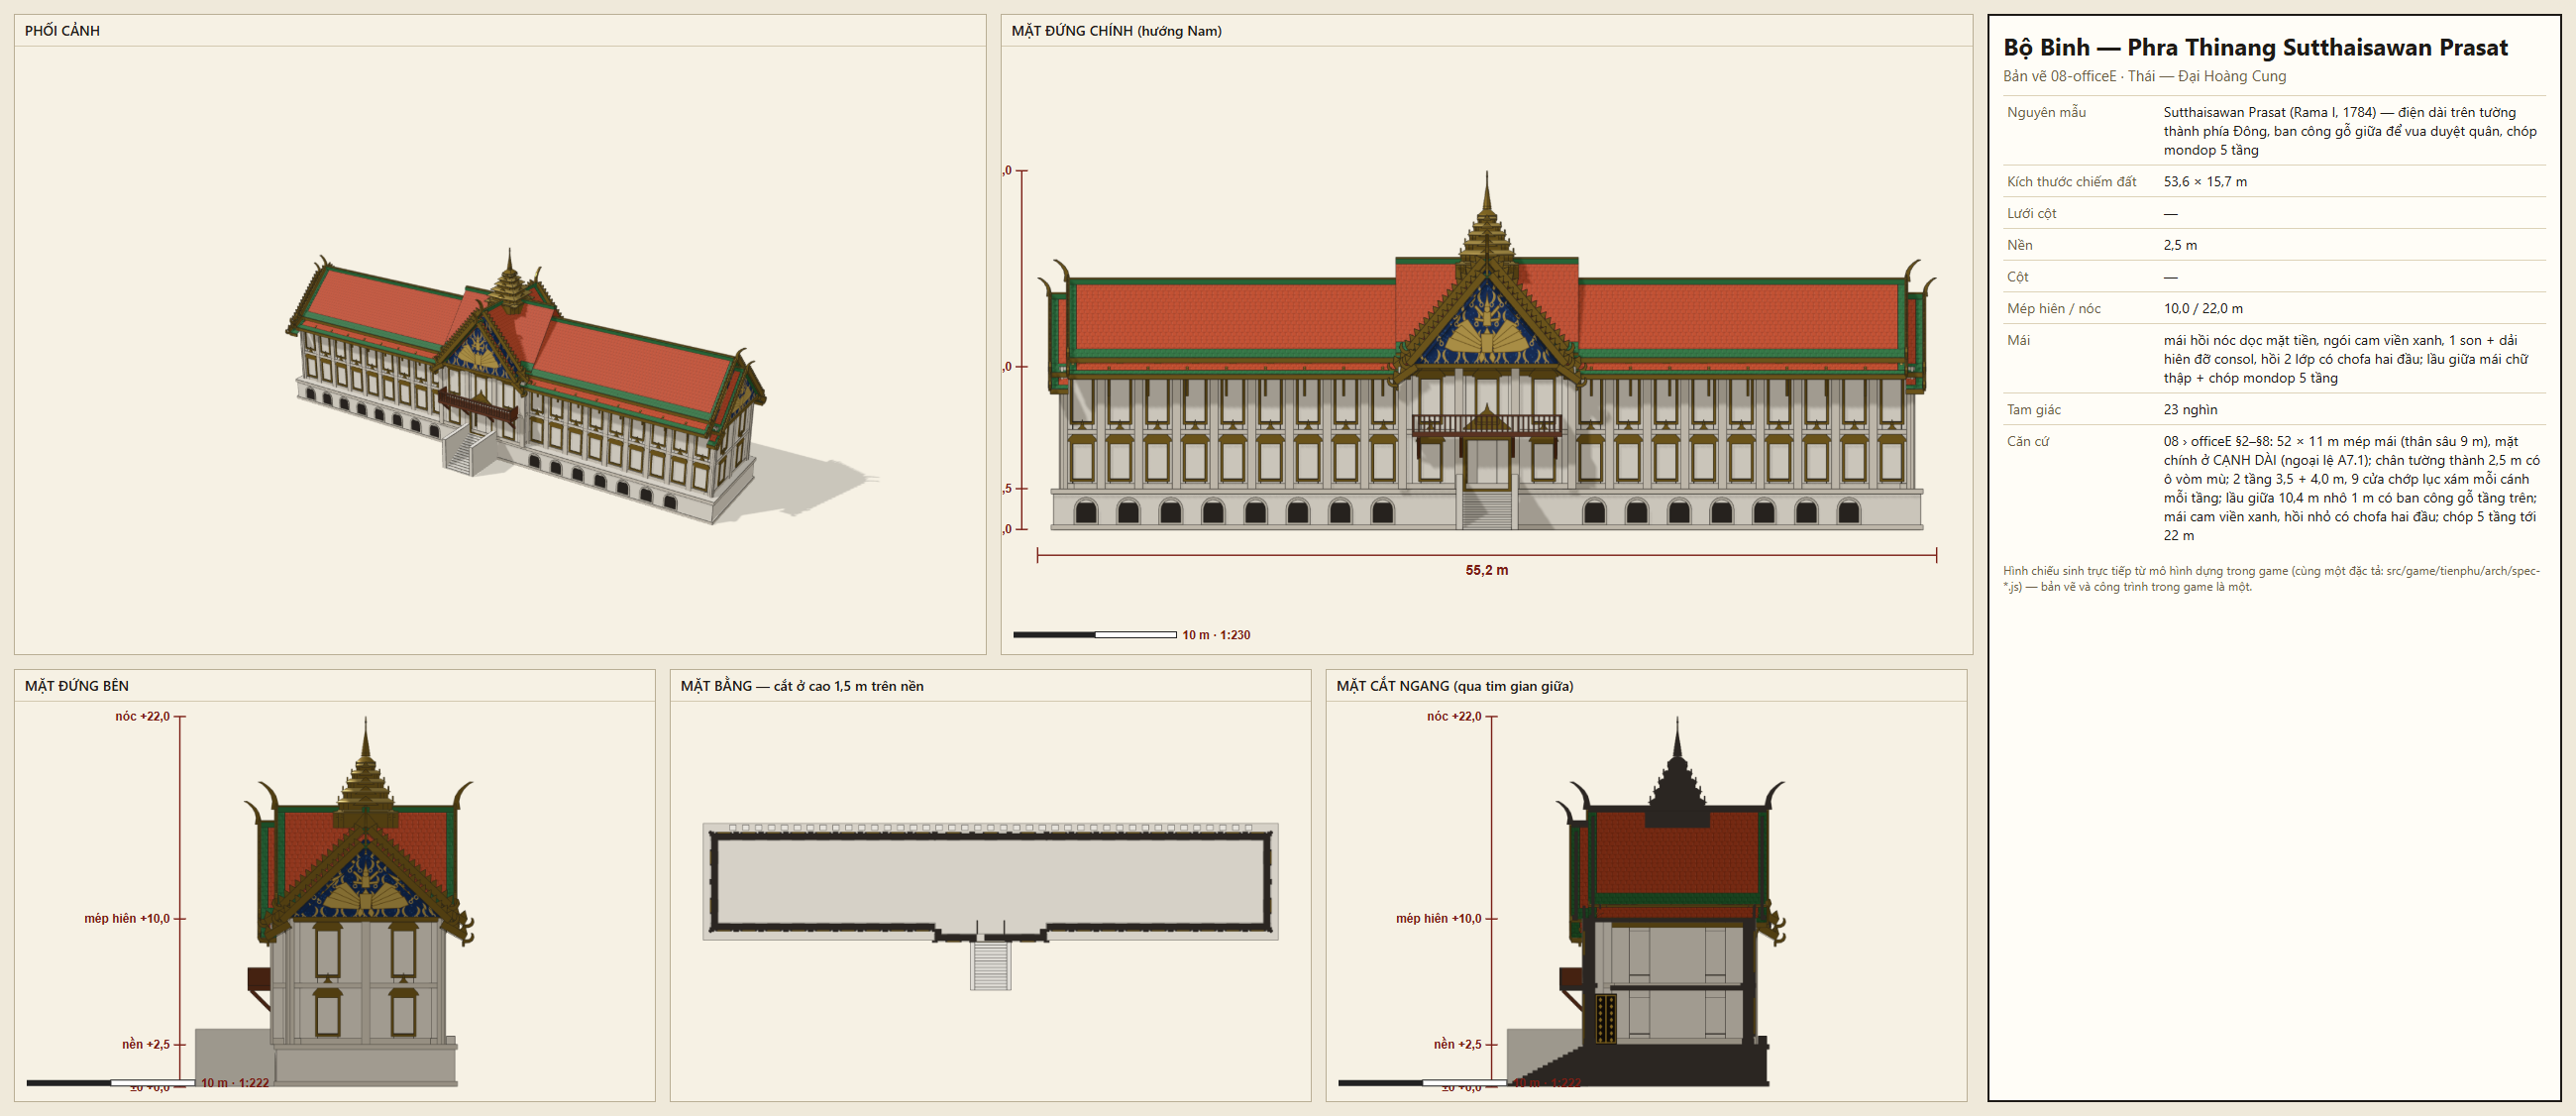 PHỐI CẢNH
MẶT ĐỨNG CHÍNH (hướng Nam)
,0
,0
,5
,0
55,2 m
10 m · 1:230
MẶT ĐỨNG BÊN
nóc +22,0
mép hiên +10,0
nền +2,5
±0 +0,0
10 m · 1:222
MẶT BẰNG — cắt ở cao 1,5 m trên nền
MẶT CẮT NGANG (qua tim gian giữa)
nóc +22,0
mép hiên +10,0
nền +2,5
±0 +0,0
10 m · 1:222
Bộ Binh — Phra Thinang Sutthaisawan Prasat
Bản vẽ 08-officeE · Thái — Đại Hoàng Cung
Nguyên mẫu
Sutthaisawan Prasat (Rama I, 1784) — điện dài trên tường
thành phía Đông, ban công gỗ giữa để vua duyệt quân, chóp
mondop 5 tầng
Kích thước chiếm đất
53,6 × 15,7 m
Lưới cột
—
Nền
2,5 m
Cột
—
Mép hiên / nóc
10,0 / 22,0 m
Mái
mái hồi nóc dọc mặt tiền, ngói cam viền xanh, 1 son + dải
hiên đỡ consol, hồi 2 lớp có chofa hai đầu; lầu giữa mái chữ
thập + chóp mondop 5 tầng
Tam giác
23 nghìn
Căn cứ
08 › officeE §2–§8: 52 × 11 m mép mái (thân sâu 9 m), mặt
chính ở CẠNH DÀI (ngoại lệ A7.1); chân tường thành 2,5 m có
ô vòm mù; 2 tầng 3,5 + 4,0 m, 9 cửa chớp lục xám mỗi cánh
mỗi tầng; lầu giữa 10,4 m nhô 1 m có ban công gỗ tầng trên;
mái cam viền xanh, hồi nhỏ có chofa hai đầu; chóp 5 tầng tới
22 m
Hình chiếu sinh trực tiếp từ mô hình dựng trong game (cùng một đặc tả: src/game/tienphu/arch/spec-
*.js) — bản vẽ và công trình trong game là một.